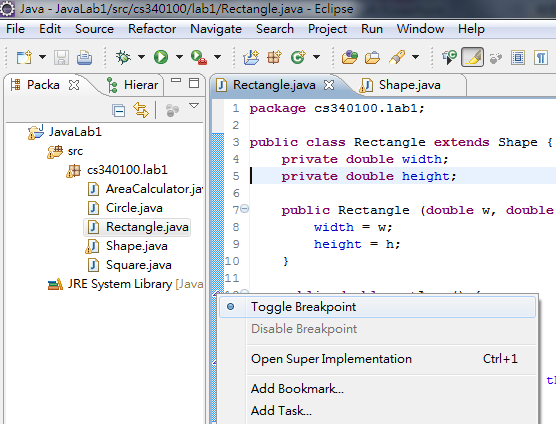 Java - JavaLab1/src/cs340100/lab1/Rectangle.java - Eclipse
File Edit Source Refactor Navigate Search Project Run Window Help
Packa Hierar
JavaLab1
src
cs340100.lab1
AreaCalculator.jav
Circle.java
Rectangle.java
Shape.java
Square.java
JRE System Library [Java
Rectangle.java Shape.java
1 package cs340100.lab1;
2
3 public class Rectangle extends Shape {
4 private double width;
5 private double height;
6
7 public Rectangle (double w, double
8 width = w;
9 height = h;
10 }
11
Toggle Breakpoint
Disable Breakpoint
Open Super Implementation Ctrl+1
Add Bookmark...
Add Task...